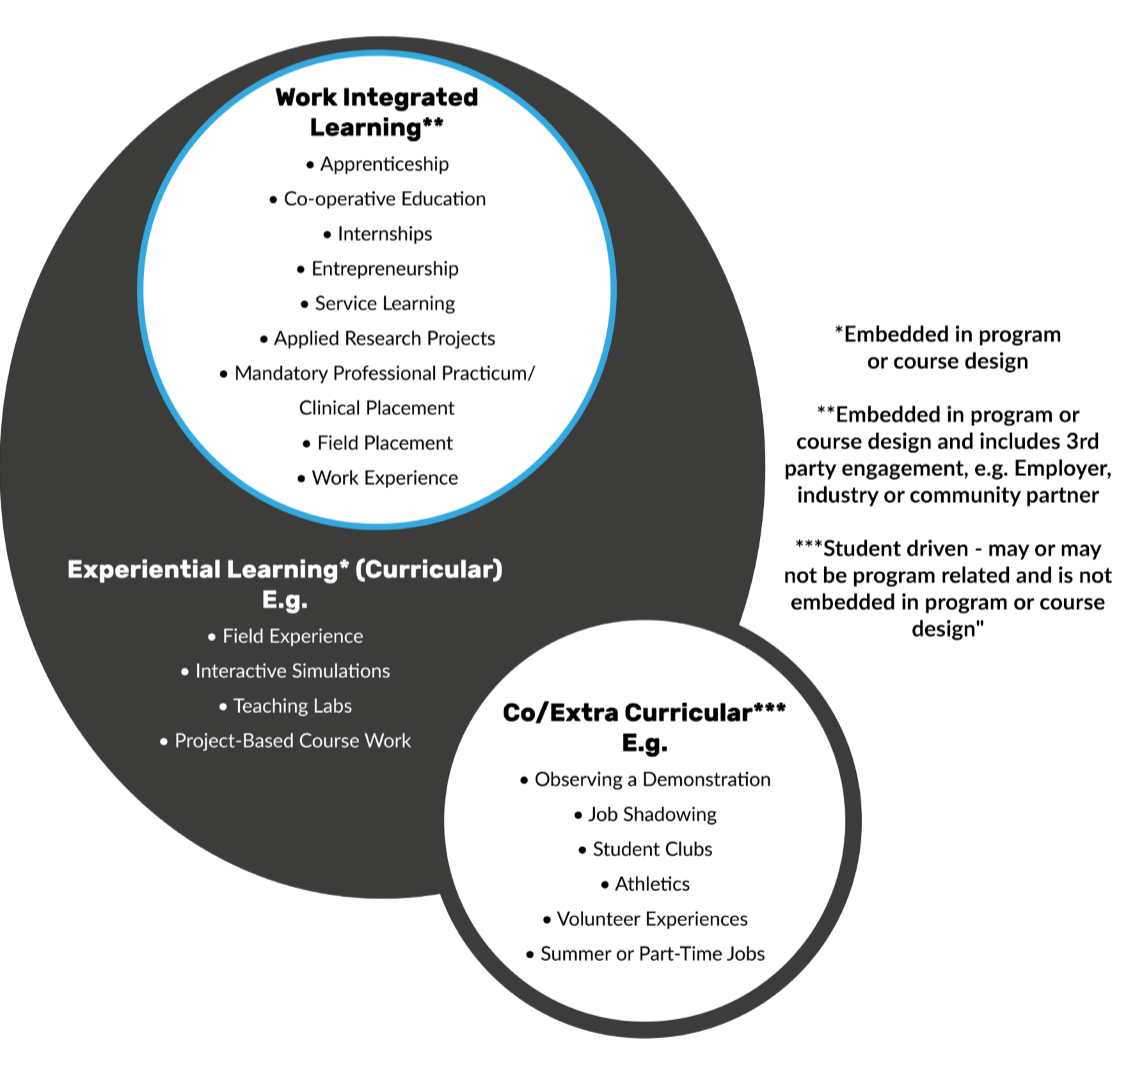 Work Integrated
Learning**
• Apprenticeship
• Co-operative Education
• Internships
• Entrepreneurship
• Service Learning
• Applied Research Projects
• Mandatory Professional Practicum/
Clinical Placement
• Field Placement
• Work Experience
Experiential Learning* (Curricular)
E.g.
• Field Experience
• Interactive Simulations
• Teaching Labs
• Project-Based Course Work
Co/Extra Curricular***
E.g.
• Observing a Demonstration
• Job Shadowing
• Student Clubs
• Athletics
• Volunteer Experiences
• Summer or Part-Time Jobs
*Embedded in program
or course design
**Embedded in program or
course design and includes 3rd
party engagement, e.g. Employer,
industry or community partner
***Student driven - may or may
not be program related and is not
embedded in program or course
design"